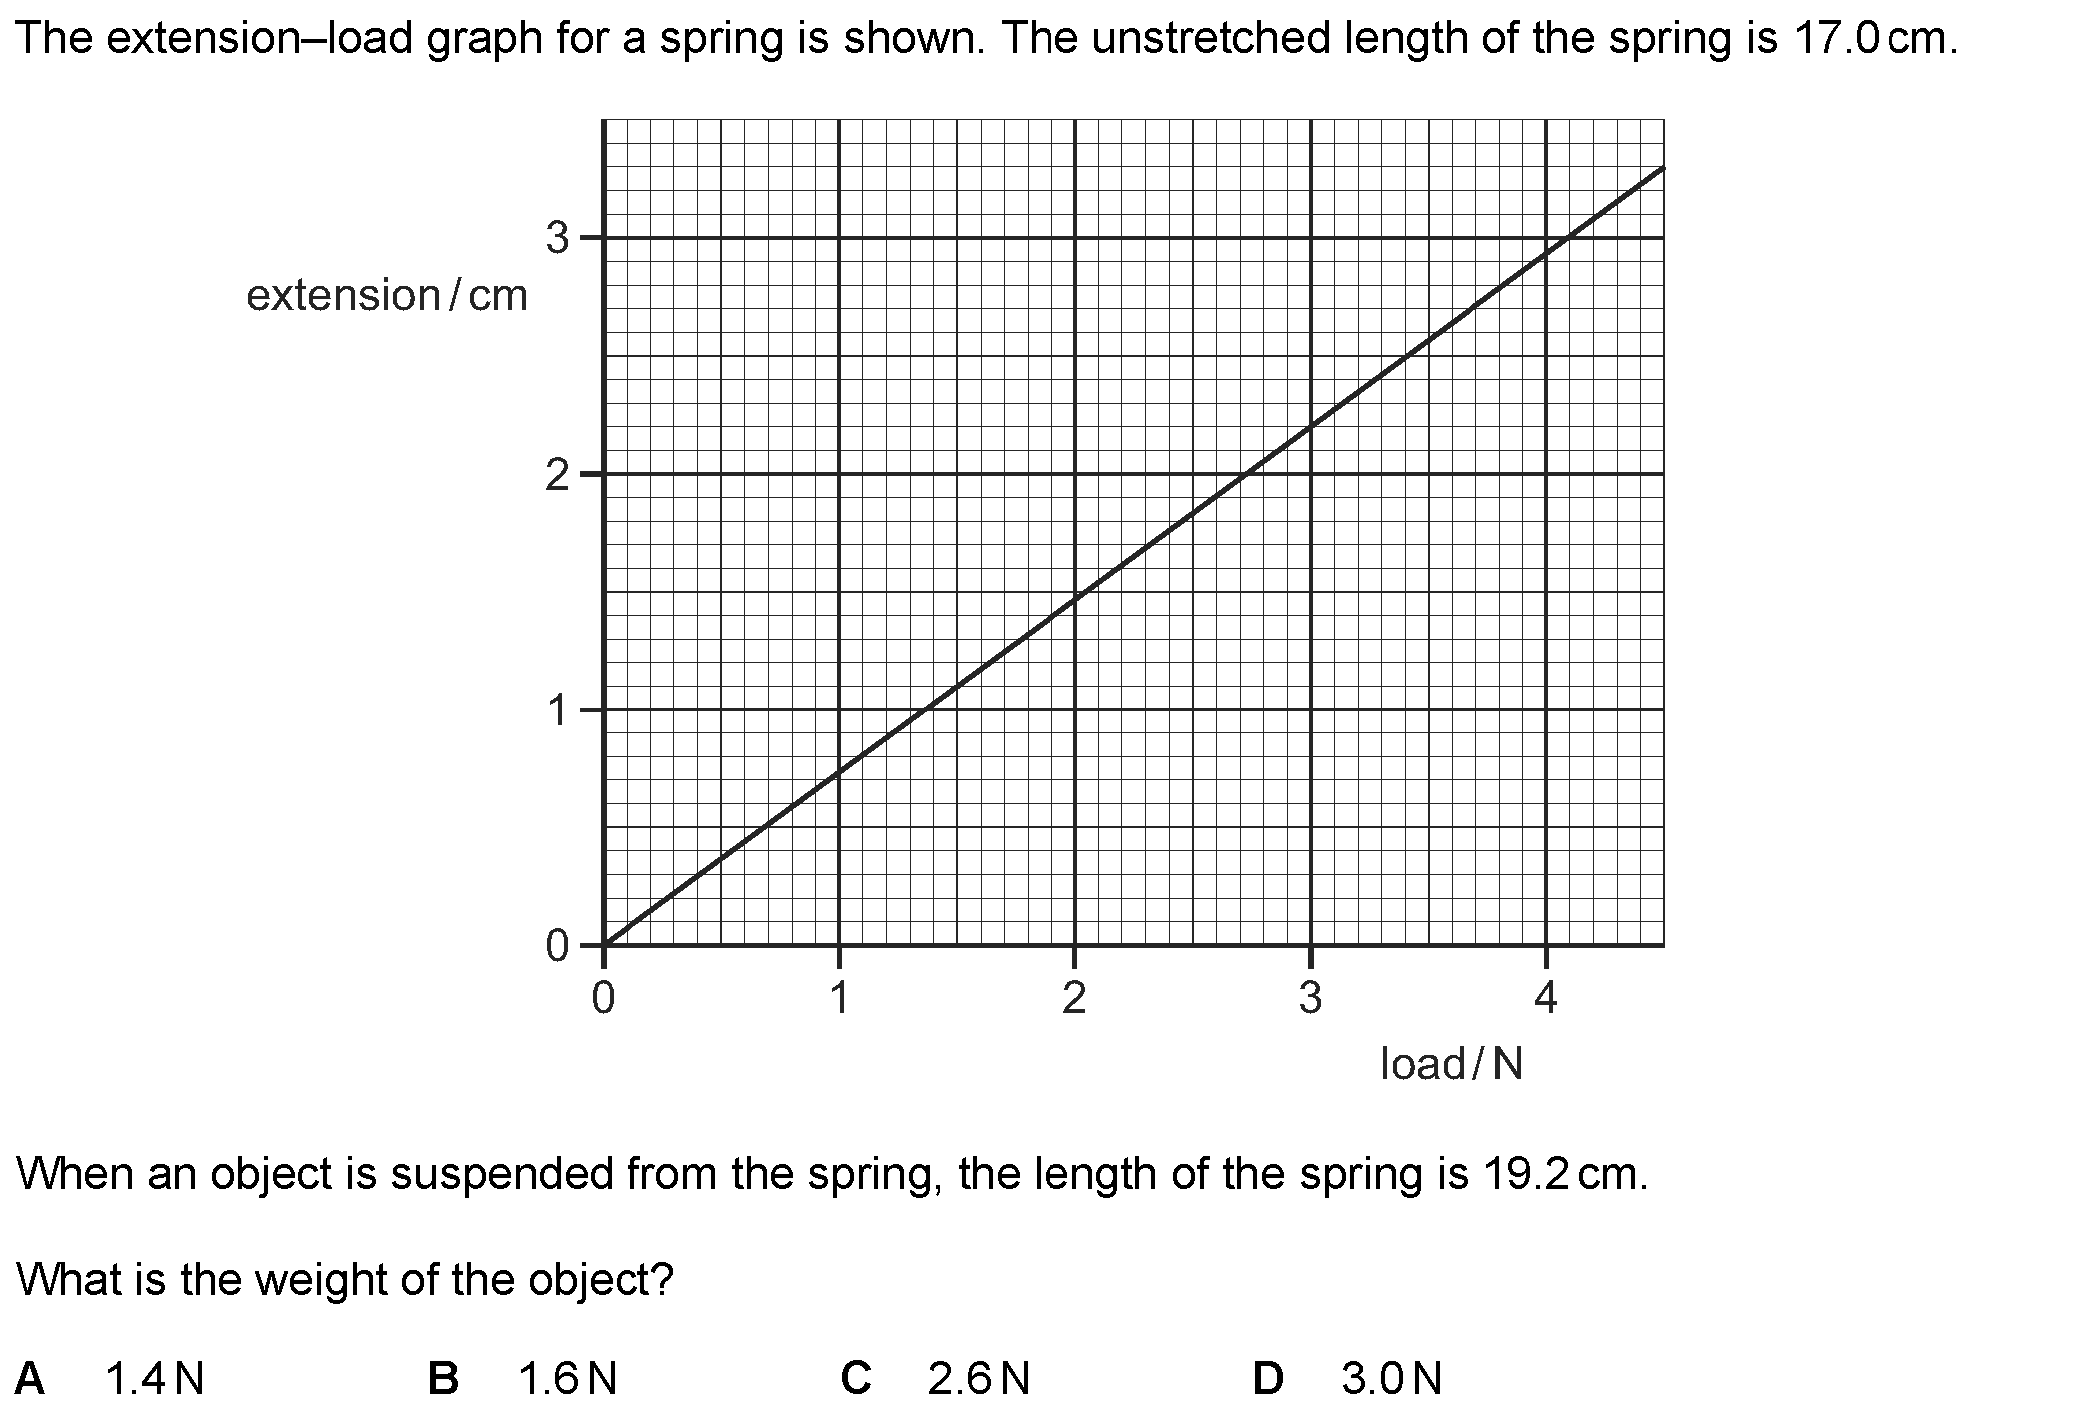 The extension–load graph for a spring is shown. The unstretched length of the spring is 17.0 cm.
3
extension / cm
2
1
0
0 1 2 3 4
load / N
When an object is suspended from the spring, the length of the spring is 19.2 cm.
What is the weight of the object?
A 1.4 N B 1.6 N C 2.6 N D 3.0 N